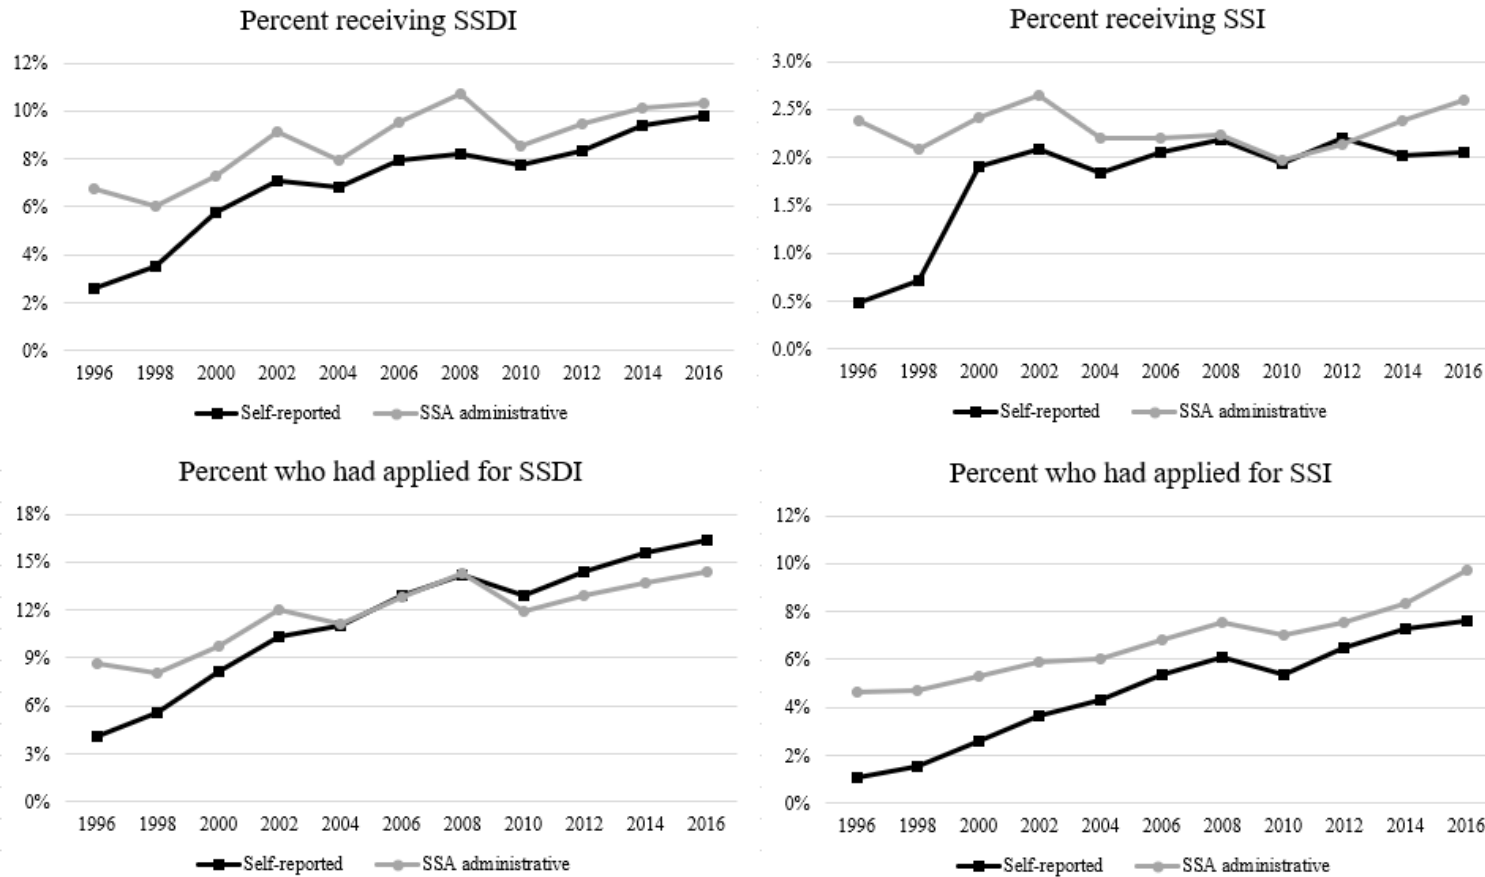 Percent receiving SSDI
12%
10%
8%
6%
4%
2%
0%
1996 1998 2000 2002 2004 2006 2008 2010 2012 2014 2016
Self-reported SSA administrative
Percent receiving SSI
3.0%
2.5%
2.0%
1.5%
1.0%
0.5%
0.0%
1996 1998 2000 2002 2004 2006 2008 2010 2012 2014 2016
Self-reported SSA administrative
Percent who had applied for SSDI
18%
15%
12%
9%
6%
3%
0%
1996 1998 2000 2002 2004 2006 2008 2010 2012 2014 2016
Self-reported SSA administrative
Percent who had applied for SSI
12%
10%
8%
6%
4%
2%
0%
1996 1998 2000 2002 2004 2006 2008 2010 2012 2014 2016
Self-reported SSA administrative